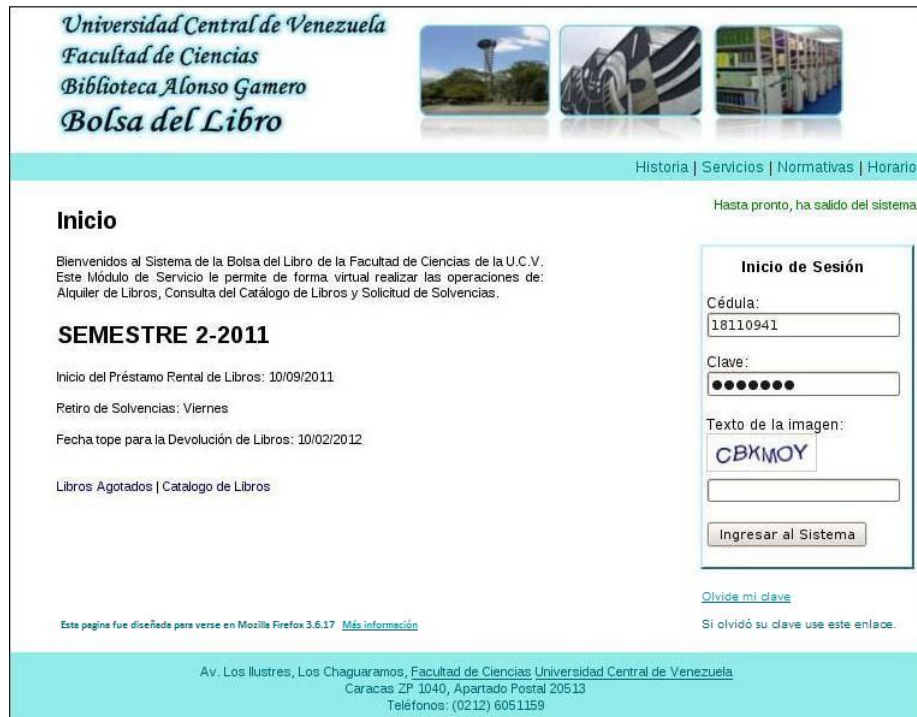 Universidad Central de Venezuela
Facultad de Ciencias
Biblioteca Alonso Gamero
Bolsa del Libro
Historia | Servicios | Normativas | Horario
Hasta pronto, ha salido del sistema
Inicio
Bienvenidos al Sistema de la Bolsa del Libro de la Facultad de Ciencias de la U.C.V.
Este Módulo de Servicio le permite de forma virtual realizar las operaciones de:
Alquiler de Libros, Consulta del Catálogo de Libros y Solicitud de Solvencias.
SEMESTRE 2-2011
Inicio del Préstamo Rental de Libros: 10/09/2011
Retiro de Solvencias: Viernes
Fecha tope para la Devolución de Libros: 10/02/2012
Libros Agotados | Catalogo de Libros
Inicio de Sesión
Cédula:
18110941
Clave:
●●●●●●●
Texto de la imagen:
CBXMOY
Ingresar al Sistema
Olvide mi clave
Si olvidó su clave use este enlace.
Esta pagina fue diseñada para verse en Mozilla Firefox 3.6.17 Más información
Av. Los Ilustres, Los Chaguaramos, Facultad de Ciencias Universidad Central de Venezuela
Caracas ZP 1040, Apartado Postal 20513
Teléfonos: (0212) 6051159